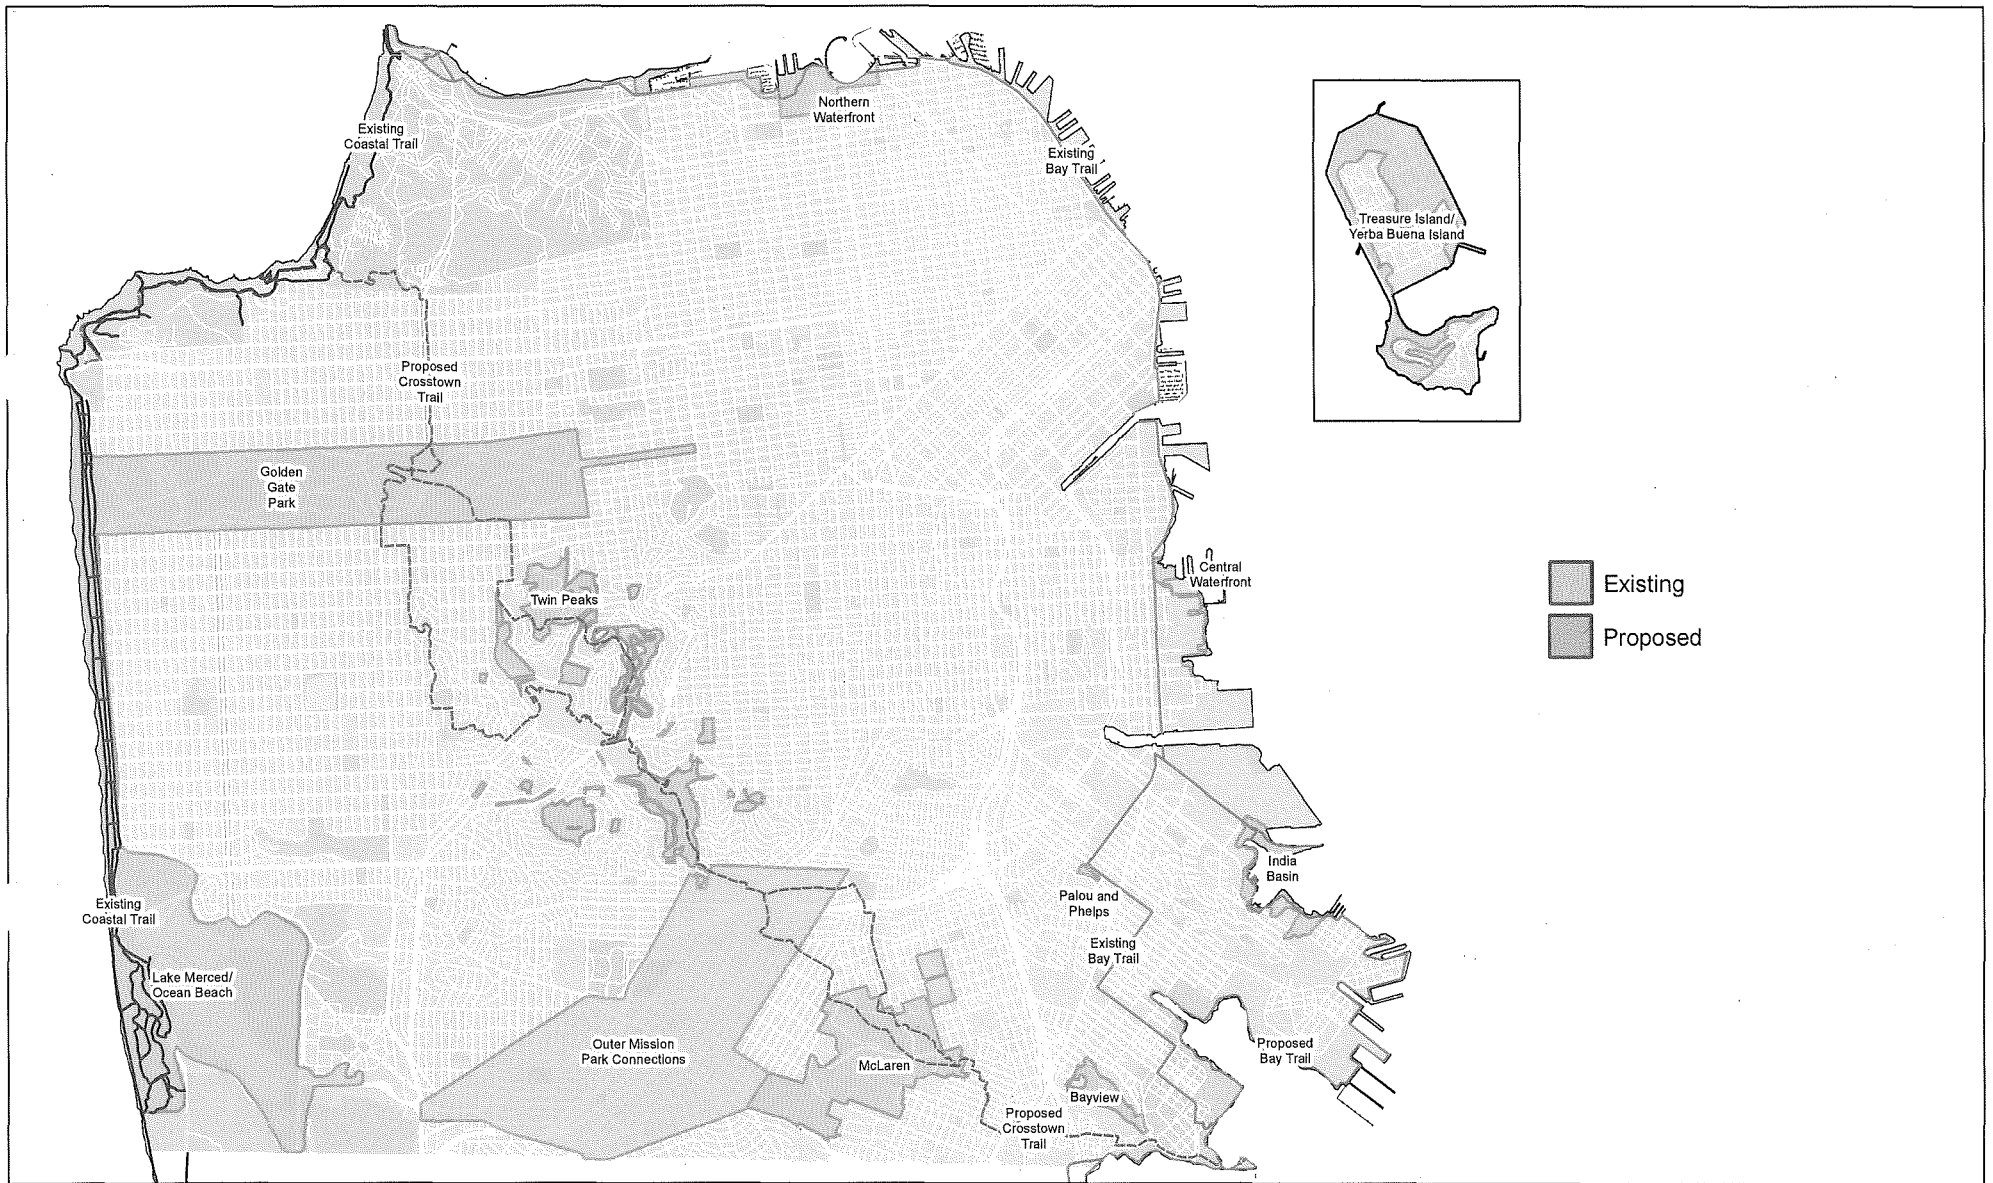 Northern
Waterfront
Existing
Coastal Trail
Existing
Bay Trail
Treasure Island/
Yerba Buena Island
Proposed
Crosstown
Trail
Golden
Gate
Park
Central
Waterfront
Existing
Twin Peaks
Proposed
India
Basin
Existing
Coastal Trail
Palou and
Phelps
Existing
Bay Trail
Lake Merced/
Ocean Beach
Outer Mission
Park Connections
Proposed
Bay Trail
McLaren
Bayview
Proposed
Crosstown
Trail